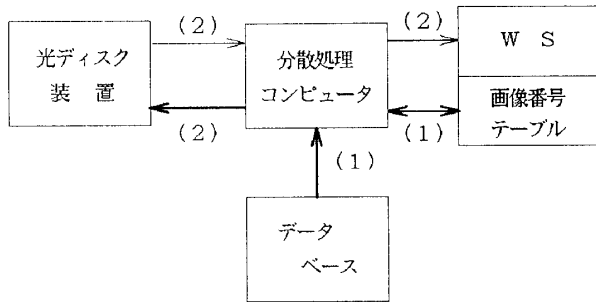 (2)
(2)
光ディスク
装 置
分散処理
コンピュータ
W S
画像番号
テーブル
(2)
(1)
(1)
データ
ベース